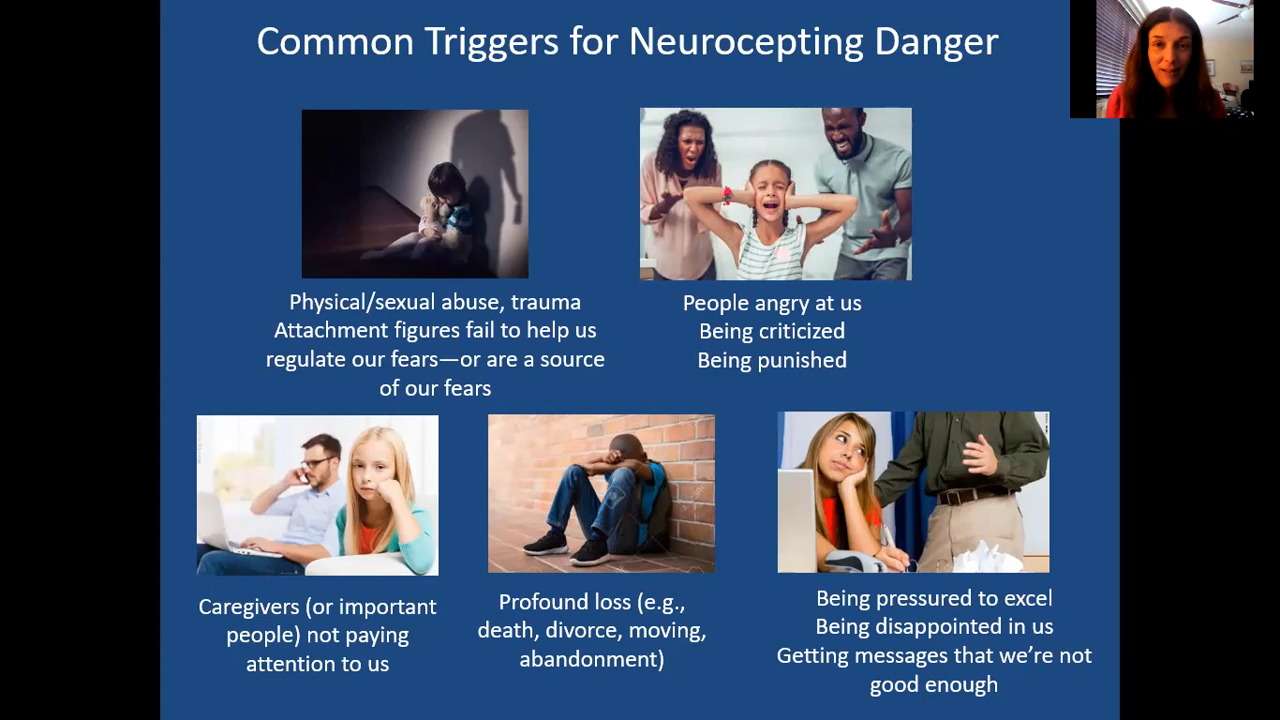 Common Triggers for Neurocepting Danger
Physical/sexual abuse, trauma
Attachment figures fail to help us
regulate our fears—or are a source
of our fears
People angry at us
Being criticized
Being punished
Caregivers (or important
people) not paying
attention to us
Profound loss (e.g.,
death, divorce, moving,
abandonment)
Being pressured to excel
Being disappointed in us
Getting messages that we’re not
good enough